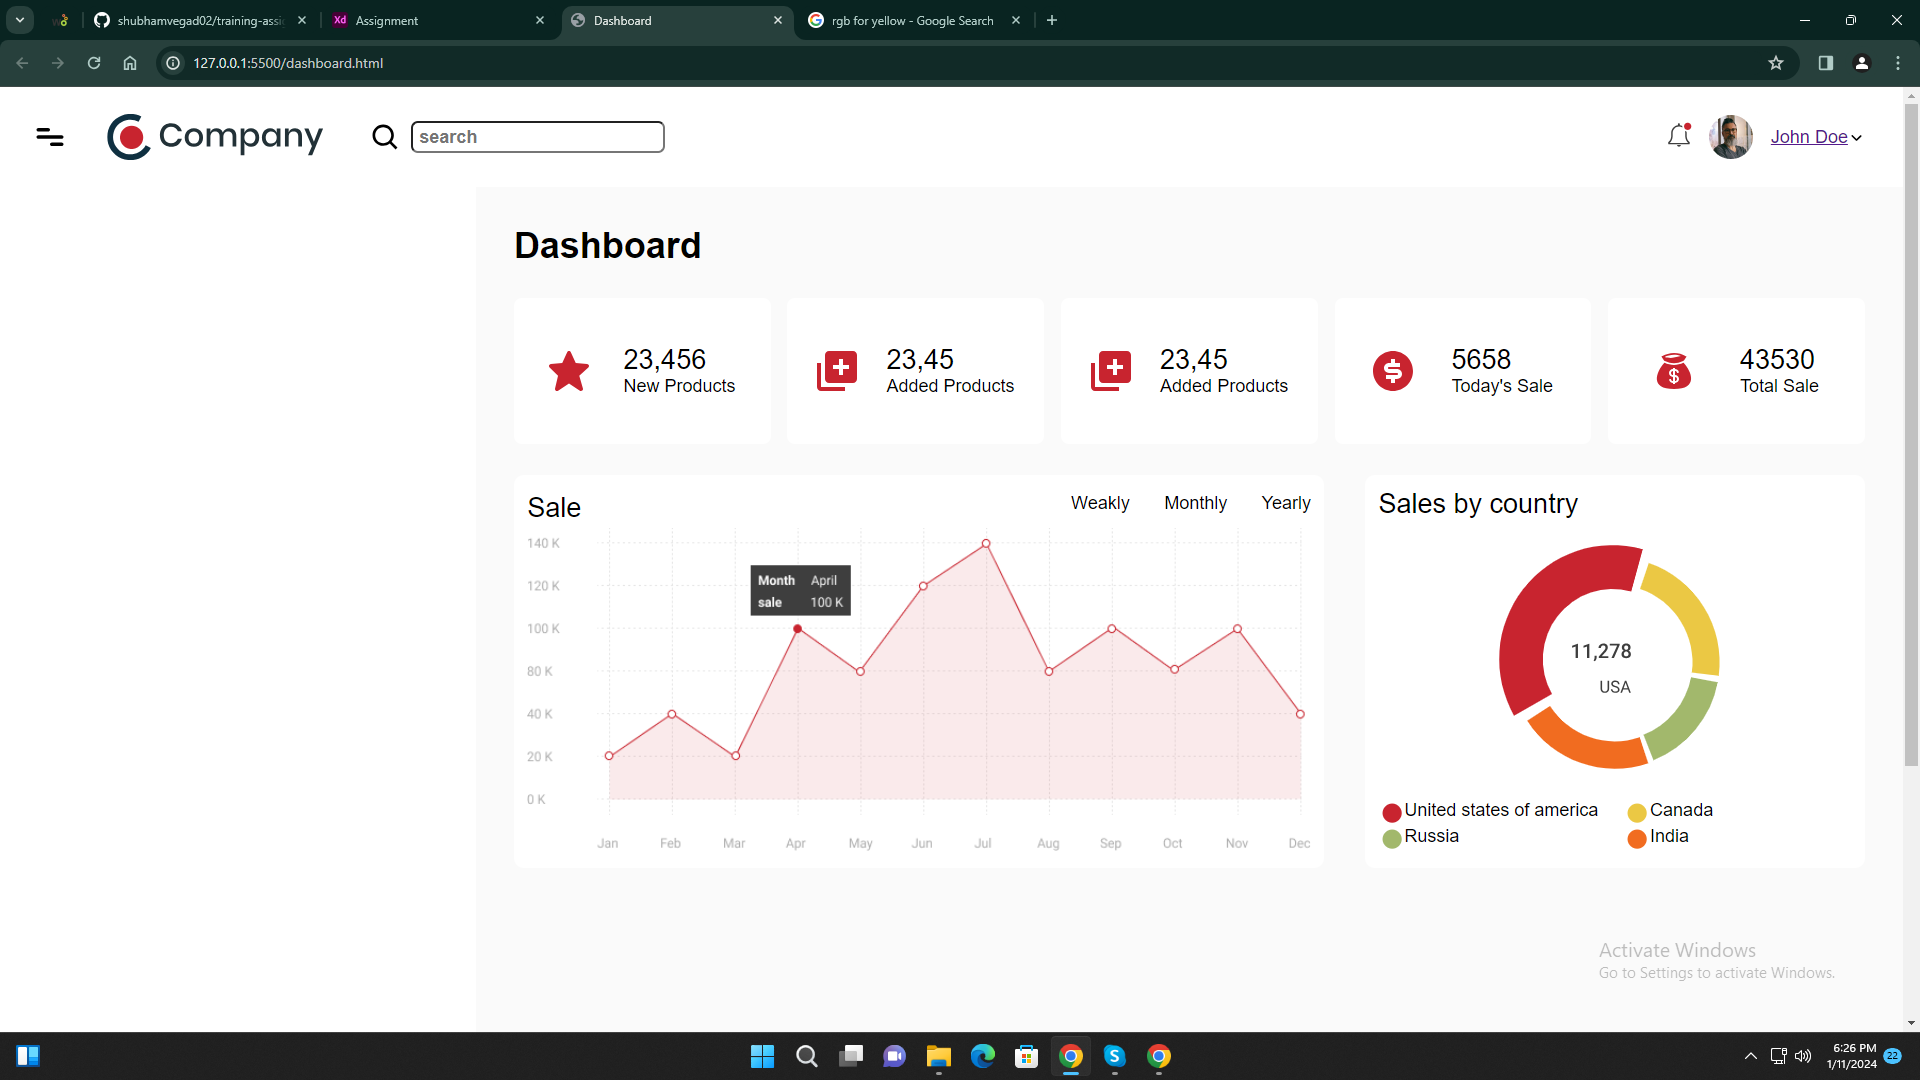 shubhamvegad02/training-assi
Xd Assignment
Dashboard
rgb for yellow - Google Search
127.0.0.1:5500/dashboard.html
Company
search
John Doe
Dashboard
23,456
New Products
23,45
Added Products
23,45
Added Products
5658
Today's Sale
43530
Total Sale
Sale
Weakly Monthly Yearly
140 K
120 K
100 K
80 K
40 K
20 K
0 K
Month April
sale 100 K
Jan Feb Mar Apr May Jun Jul Aug Sep Oct Nov Dec
Sales by country
11,278
USA
United states of america
Canada
Russia
India
Activate Windows
Go to Settings to activate Windows.
6:26 PM
1/11/2024
22